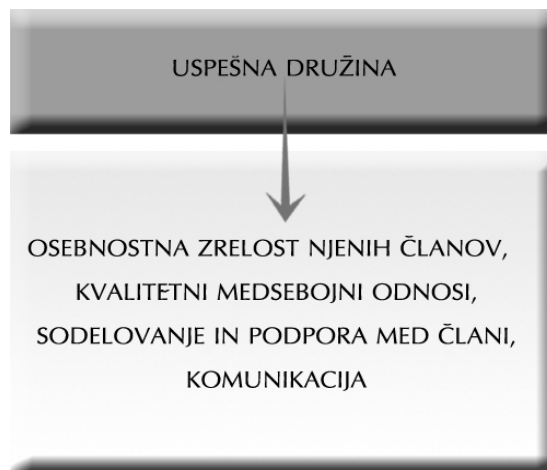 USPEŠNA DRUŽINA
OSEBNOSTNA ZRELOST NJENIH ČLANOV,
KVALITETNI MEDSEBOJNI ODNOSI,
SODELOVANJE IN PODPORA MED ČLANI,
KOMUNIKACIJA